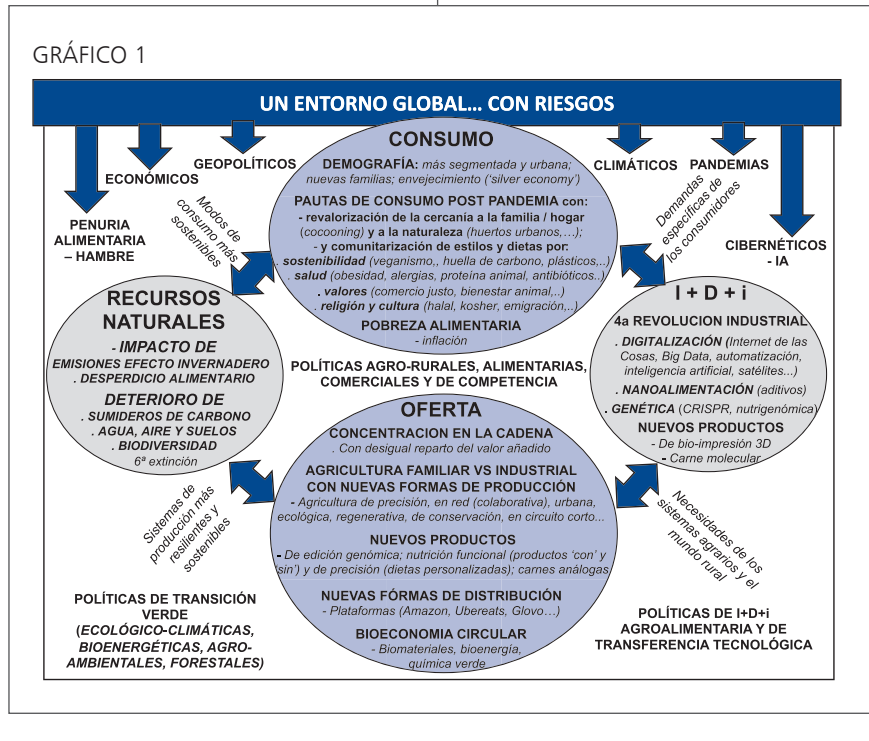 GRÁFICO 1
UN ENTORNO GLOBAL... CON RIESGOS
PENURIA
ALIMENTARIA
– HAMBRE
ECONÓMICOS
GEOPOLÍTICOS
CLIMÁTICOS
PANDEMIAS
CIBERNÉTICOS
- IA
Modos de
consumo más
sostenibles
CONSUMO
DEMOGRAFÍA: más segmentada y urbana;
nuevas familias; envejecimiento (‘silver economy’)
PAUTAS DE CONSUMO POST PANDEMIA con:
- revalorización de la cercanía a la familia / hogar
(cocooning) y a la naturaleza (huertos urbanos,…);
- y comunitarización de estilos y dietas por:
. sostenibilidad (veganismo,, huella de carbono, plásticos,..)
. salud (obesidad, alergias, proteína animal, antibióticos..)
. valores (comercio justo, bienestar animal,..)
. religión y cultura (halal, kosher, emigración,..)
POBREZA ALIMENTARIA
- inflación
Demandas
específicas de
los consumidores
RECURSOS
NATURALES
- IMPACTO DE
EMISIONES EFECTO INVERNADERO
. DESPERDICIO ALIMENTARIO
DETERIORO DE
. SUMIDEROS DE CARBONO
. AGUA, AIRE Y SUELOS
. BIODIVERSIDAD
6ª extinción
POLÍTICAS AGRO-RURALES, ALIMENTARIAS,
COMERCIALES Y DE COMPETENCIA
I + D + i
4a REVOLUCION INDUSTRIAL
. DIGITALIZACIÓN (Internet de las
Cosas, Big Data, automatización,
inteligencia artificial, satélites...)
. NANOALIMENTACIÓN (aditivos)
. GENÉTICA (CRISPR, nutrigenómica)
NUEVOS PRODUCTOS
- De bio-impresión 3D
- Carne molecular
OFERTA
CONCENTRACION EN LA CADENA
. Con desigual reparto del valor añadido
AGRICULTURA FAMILIAR VS INDUSTRIAL
CON NUEVAS FORMAS DE PRODUCCIÓN
- Agricultura de precisión, en red (colaborativa), urbana,
ecológica, regenerativa, de conservación, en circuito corto...
NUEVOS PRODUCTOS
- De edición genómica; nutrición funcional (productos ‘con’ y
‘sin’) y de precisión (dietas personalizadas); carnes análogas
NUEVAS FÓRMAS DE DISTRIBUCIÓN
- Plataformas (Amazon, Ubereats, Glovo…)
BIOECONOMIA CIRCULAR
- Biomateriales, bioenergía,
química verde
Sistemas de
producción más
resilientes y
sostenibles
Necesidades de los
sistemas agrarios y el
mundo rural
POLÍTICAS DE TRANSICIÓN
VERDE
(ECOLÓGICO-CLIMÁTICAS,
BIOENERGÉTICAS, AGRO-
AMBIENTALES, FORESTALES)
POLÍTICAS DE I+D+i
AGROALIMENTARIA Y DE
TRANSFERENCIA TECNOLÓGICA